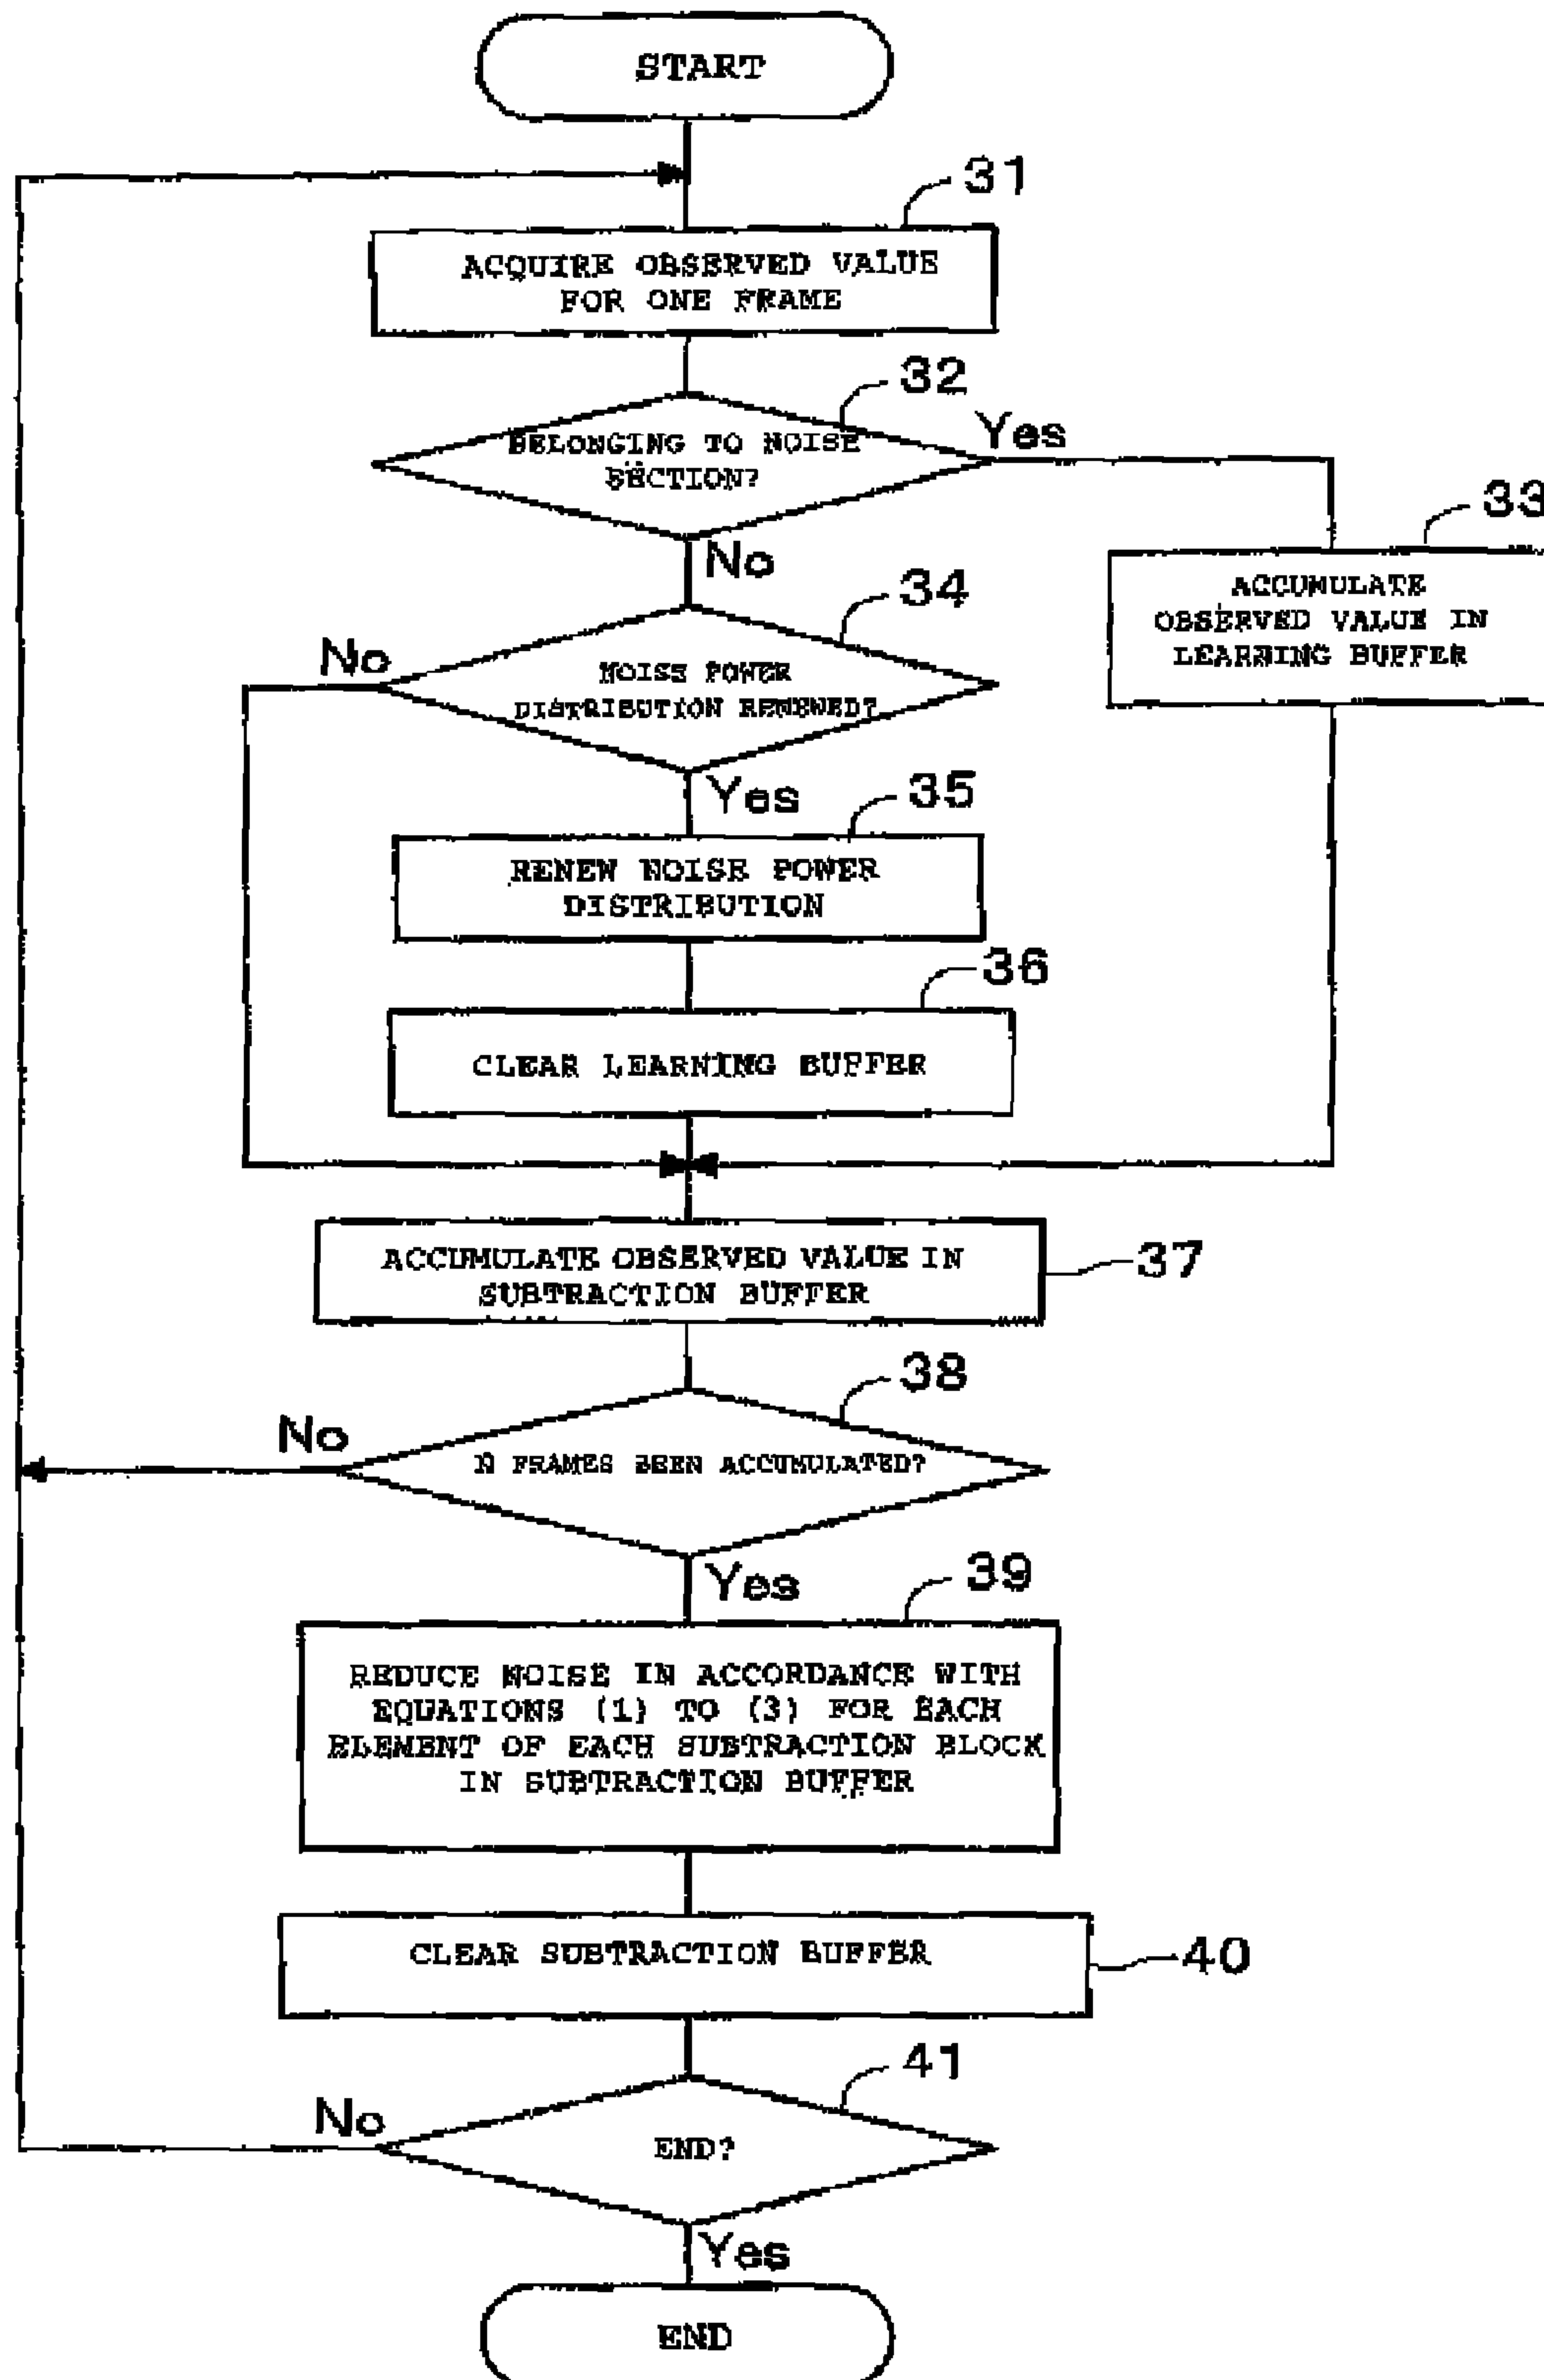 START
31
ACQUIRE OBSERVED VALUE
FOR ONE FRAME
32
BELONGING TO NOISE
SECTION?
Yes
33
ACCUMULATE
OBSERVED VALUE IN
LEARNING BUFFER
No
34
No
NOISE POWER
DISTRIBUTION RENEWED?
Yes
35
RENEW NOISE POWER
DISTRIBUTION
36
CLEAR LEARNING BUFFER
ACCUMULATE OBSERVED VALUE IN
SUBTRACTION BUFFER
37
38
No
N FRAMES BEEN ACCUMULATED?
Yes
39
REDUCE NOISE IN ACCORDANCE WITH
EQUATIONS (1) TO (3) FOR EACH
ELEMENT OF EACH SUBTRACTION BLOCK
IN SUBTRACTION BUFFER
CLEAR SUBTRACTION BUFFER
40
41
No
END?
Yes
END